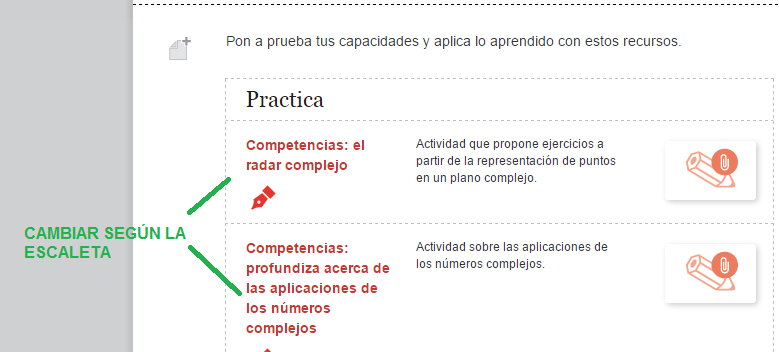 Pon a prueba tus capacidades y aplica lo aprendido con estos recursos.
Practica
Competencias: el
radar complejo
Actividad que propone ejercicios a
partir de la representación de puntos
en un plano complejo.
CAMBIAR SEGÚN LA
ESCALETA
Competencias:
profundiza acerca de
las aplicaciones de
los números
complejos
Actividad sobre las aplicaciones de
los números complejos.